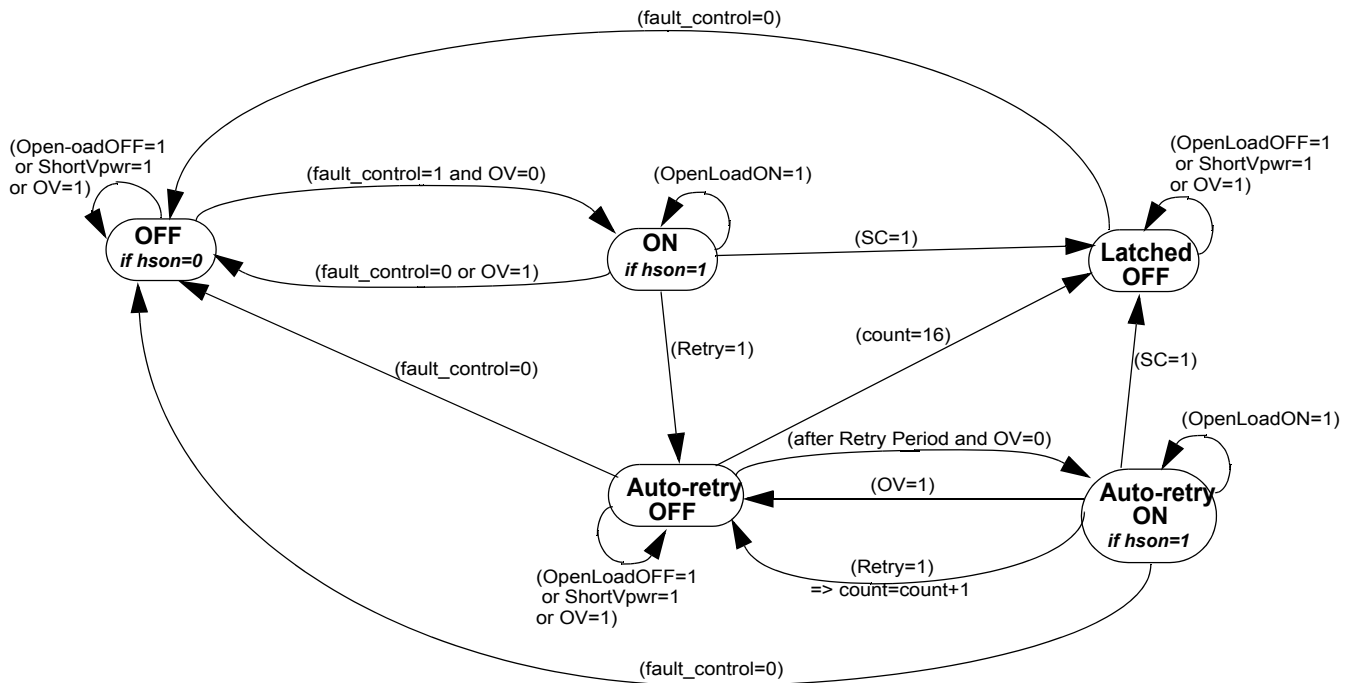 (fault_control=0)
(Open-oadOFF=1
or ShortVpwr=1
or OV=1)
(fault_control=1 and OV=0)
(OpenLoadON=1)
(OpenLoadOFF=1
or ShortVpwr=1
or OV=1)
OFF
if hson=0
ON
if hson=1
(SC=1)
Latched
OFF
(fault_control=0 or OV=1)
(count=16)
(Retry=1)
(SC=1)
(fault_control=0)
(OpenLoadON=1)
(after Retry Period and OV=0)
Auto-retry
OFF
(OV=1)
Auto-retry
ON
if hson=1
(Retry=1)
=> count=count+1
(OpenLoadOFF=1
or ShortVpwr=1
or OV=1)
(fault_control=0)